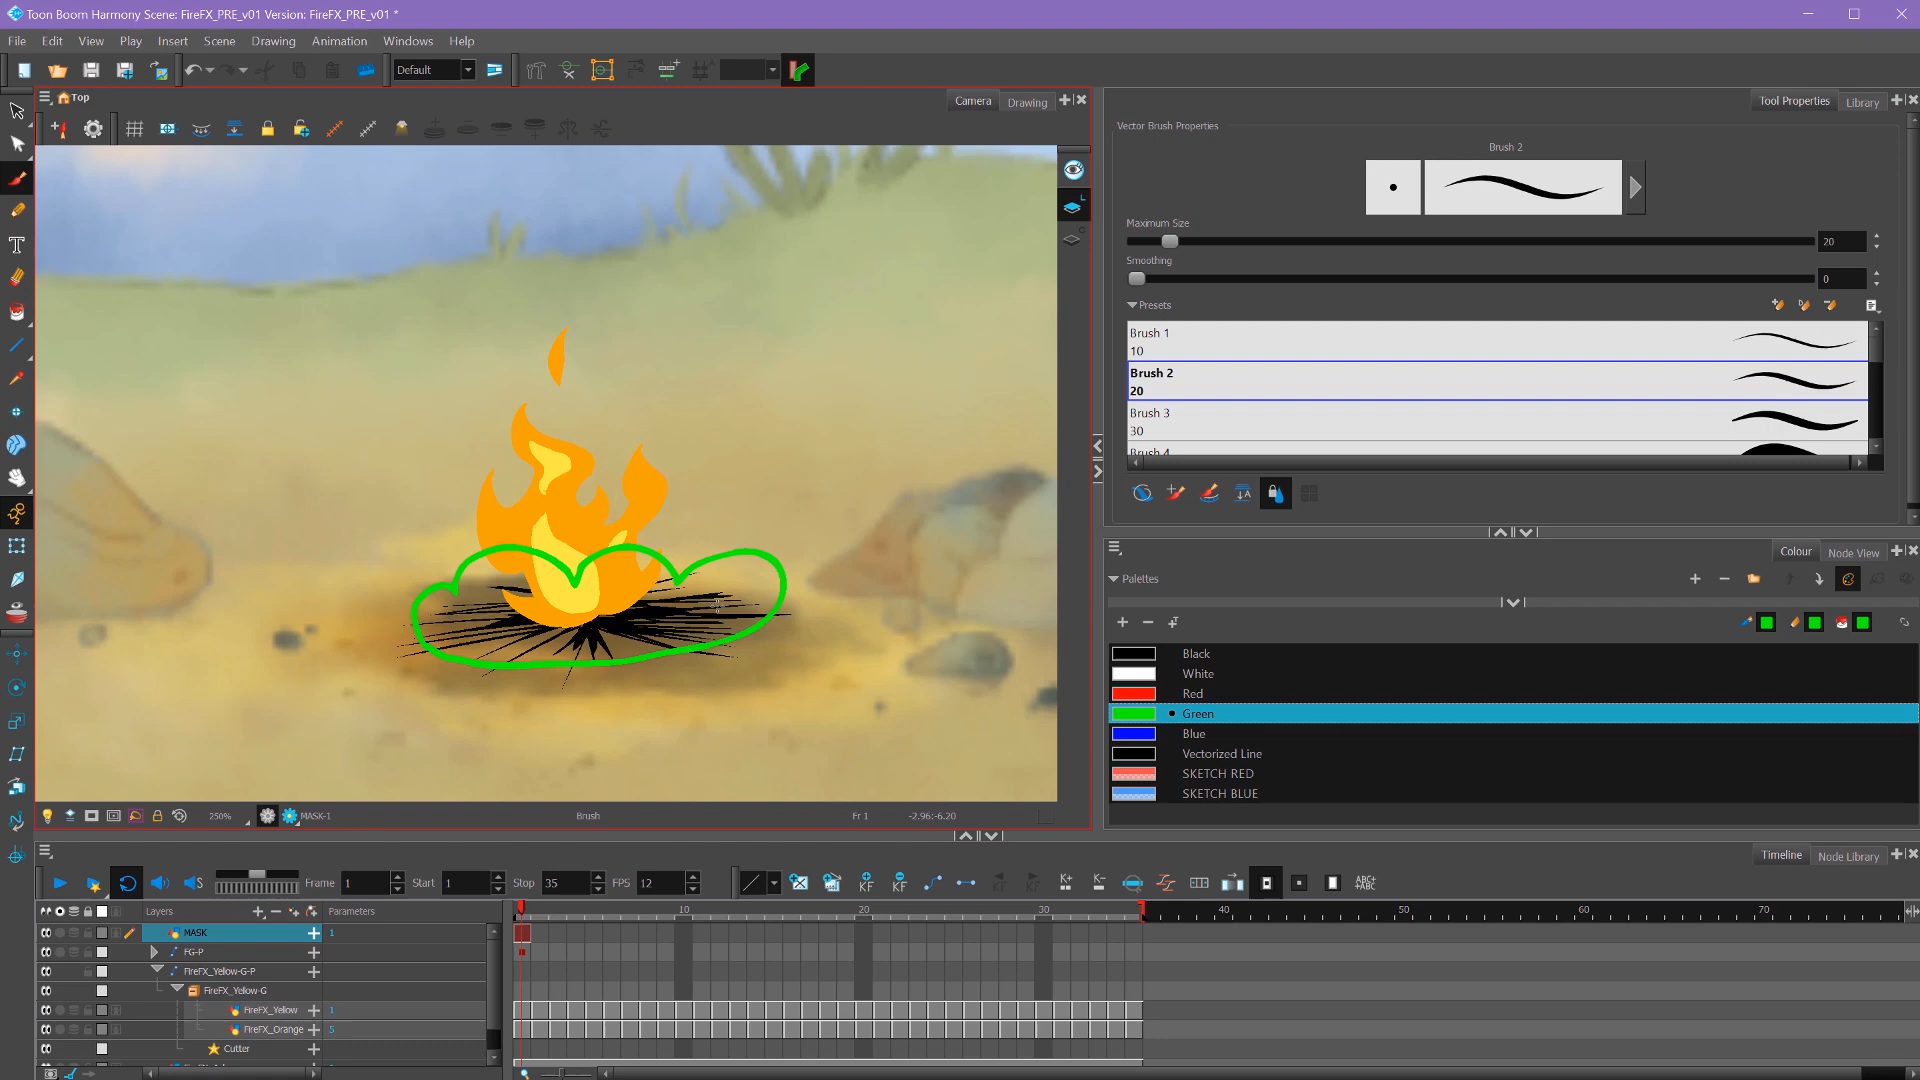 Toon Boom Harmony Scene: FireFX_PRE_v01 Version: FireFX_PRE_v01 *
File Edit View Play Insert Scene Drawing Animation Windows Help
Default
Top
Camera Drawing
Tool Properties Library
Vector Brush Properties
Brush 2
Maximum Size
20
Smoothing
0
Presets
Brush 1
10
Brush 2
20
Brush 3
30
Brush 4
Colour Node View
Palettes
Black
White
Red
Green
Blue
Vectorized Line
SKETCH RED
SKETCH BLUE
250% MASK-1 Brush Fr 1 -2.96:-6.20
Timeline Node Library
Frame 1 Start 1 Stop 35 FPS 12
Layers Parameters
10 20 30 40 50 60 70
MASK 1
FG-P
FireFX_Yellow-G-P
FireFX_Yellow-G
FireFX_Yellow 1
FireFX_Orange 5
Cutter